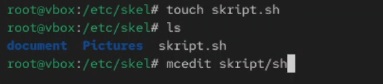 root@vbox:/etc/skel# touch skript.sh
root@vbox:/etc/skel# ls
document  Pictures  skript.sh
root@vbox:/etc/skel# mcedit skript/sh